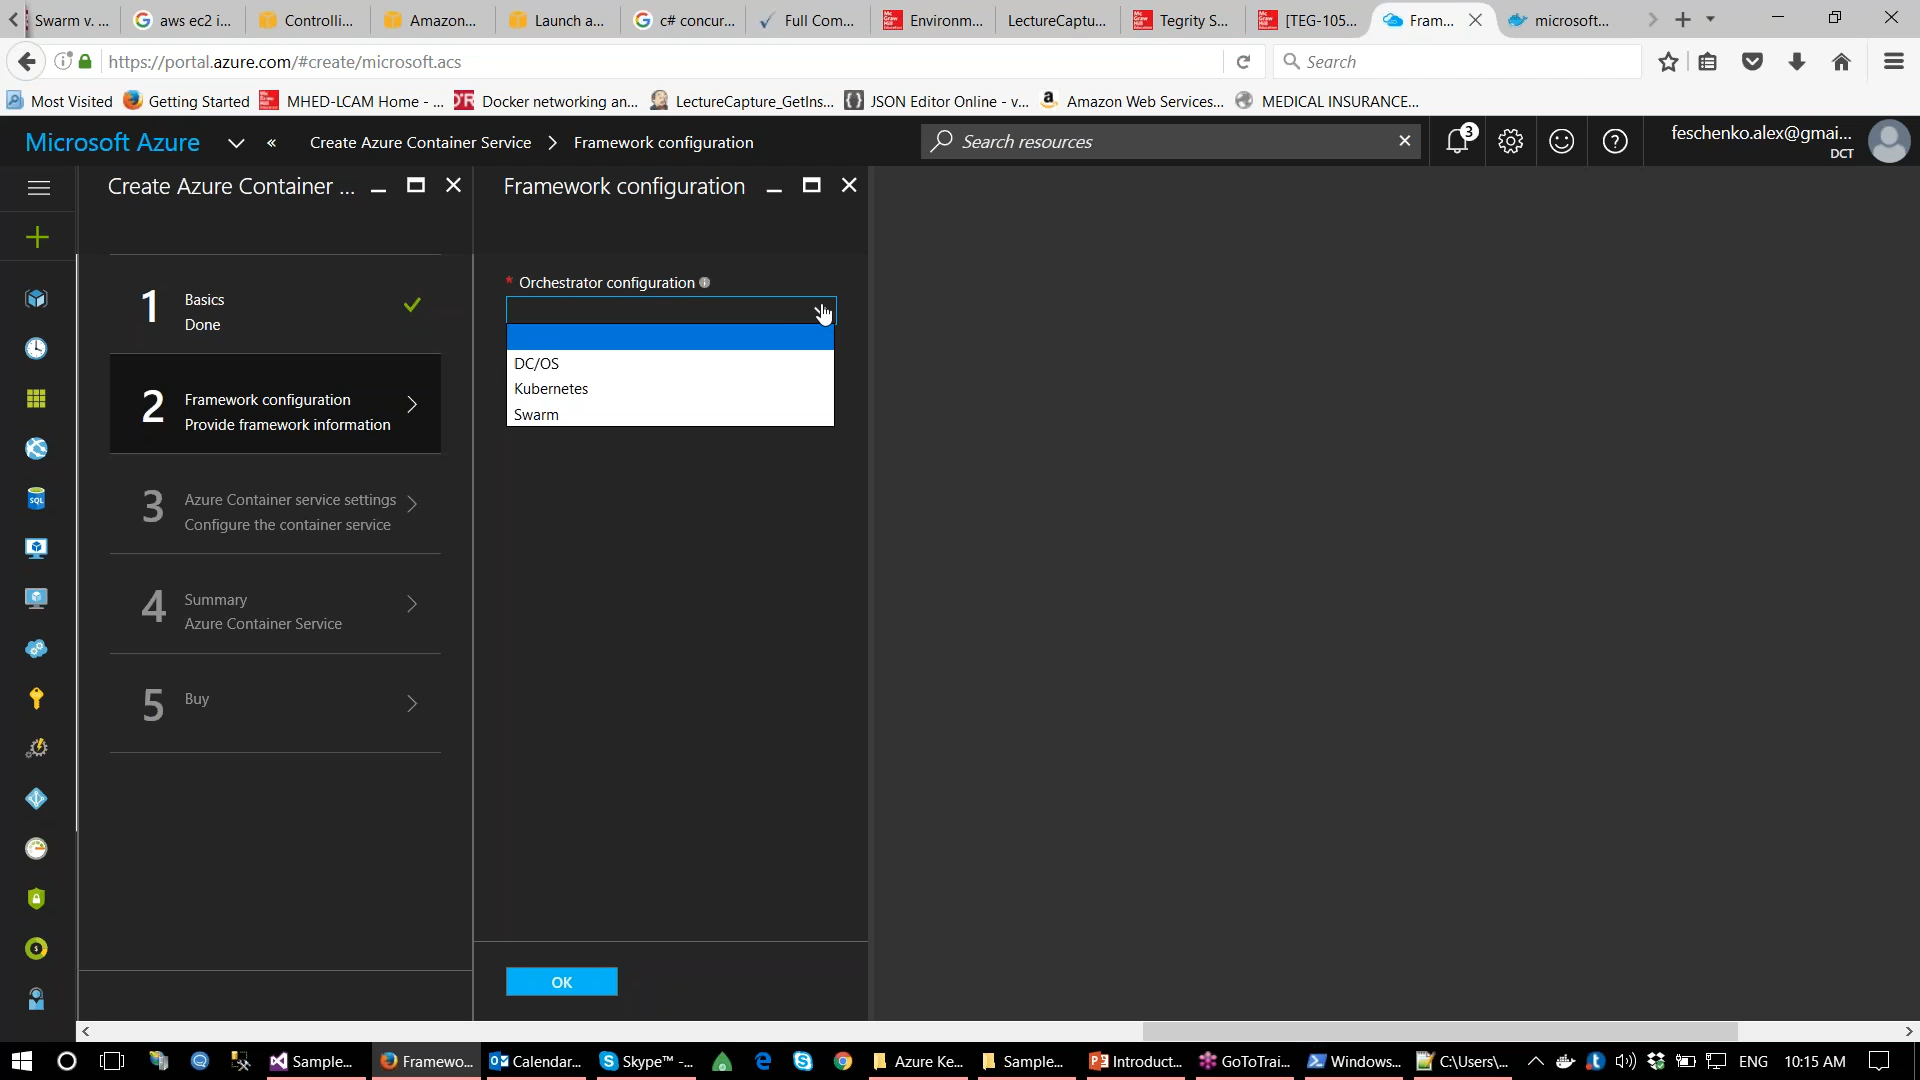 Swarm v. ...
aws ec2 i...
Controlli...
Amazon...
Launch a...
c# concur...
Full Com...
Environm...
LectureCaptu...
Tegrity S...
[TEG-105...
Fram...
microsoft...
https://portal.azure.com/#create/microsoft.acs
Search
Most Visited
Getting Started
MHED-LCAM Home - ...
Docker networking an...
LectureCapture_GetIns...
JSON Editor Online - v...
Amazon Web Services...
MEDICAL INSURANCE...
Microsoft Azure
Create Azure Container Service
Framework configuration
Search resources
3
feschenko.alex@gmai...
DCT
Create Azure Container ...
1
Basics
Done
2
Framework configuration
Provide framework information
3
Azure Container service settings
Configure the container service
4
Summary
Azure Container Service
5
Buy
Framework configuration
* Orchestrator configuration
DC/OS
Kubernetes
Swarm
OK
SQL
Sample...
Framewo...
Calendar...
Skype™ -...
Azure Ke...
Sample...
Introduct...
GoToTrai...
Windows...
C:\Users\...
ENG
10:15 AM